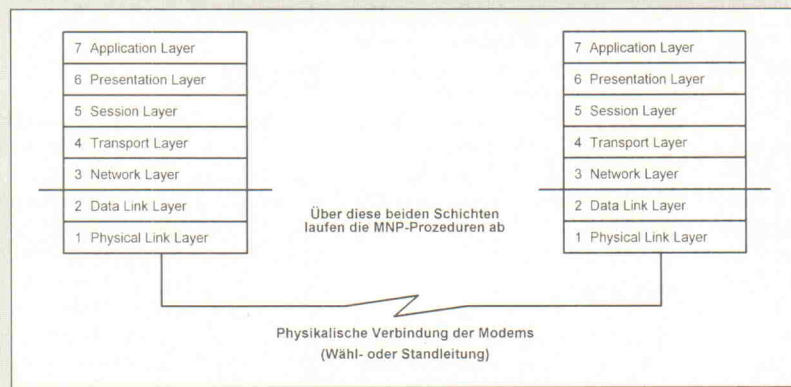 7 Application Layer
6 Presentation Layer
5 Session Layer
4 Transport Layer
3 Network Layer
2 Data Link Layer
1 Physical Link Layer
7 Application Layer
6 Presentation Layer
5 Session Layer
4 Transport Layer
3 Network Layer
2 Data Link Layer
1 Physical Link Layer
Über diese beiden Schichten
laufen die MNP-Prozeduren ab
Physikalische Verbindung der Modems
(Wähl- oder Standleitung)